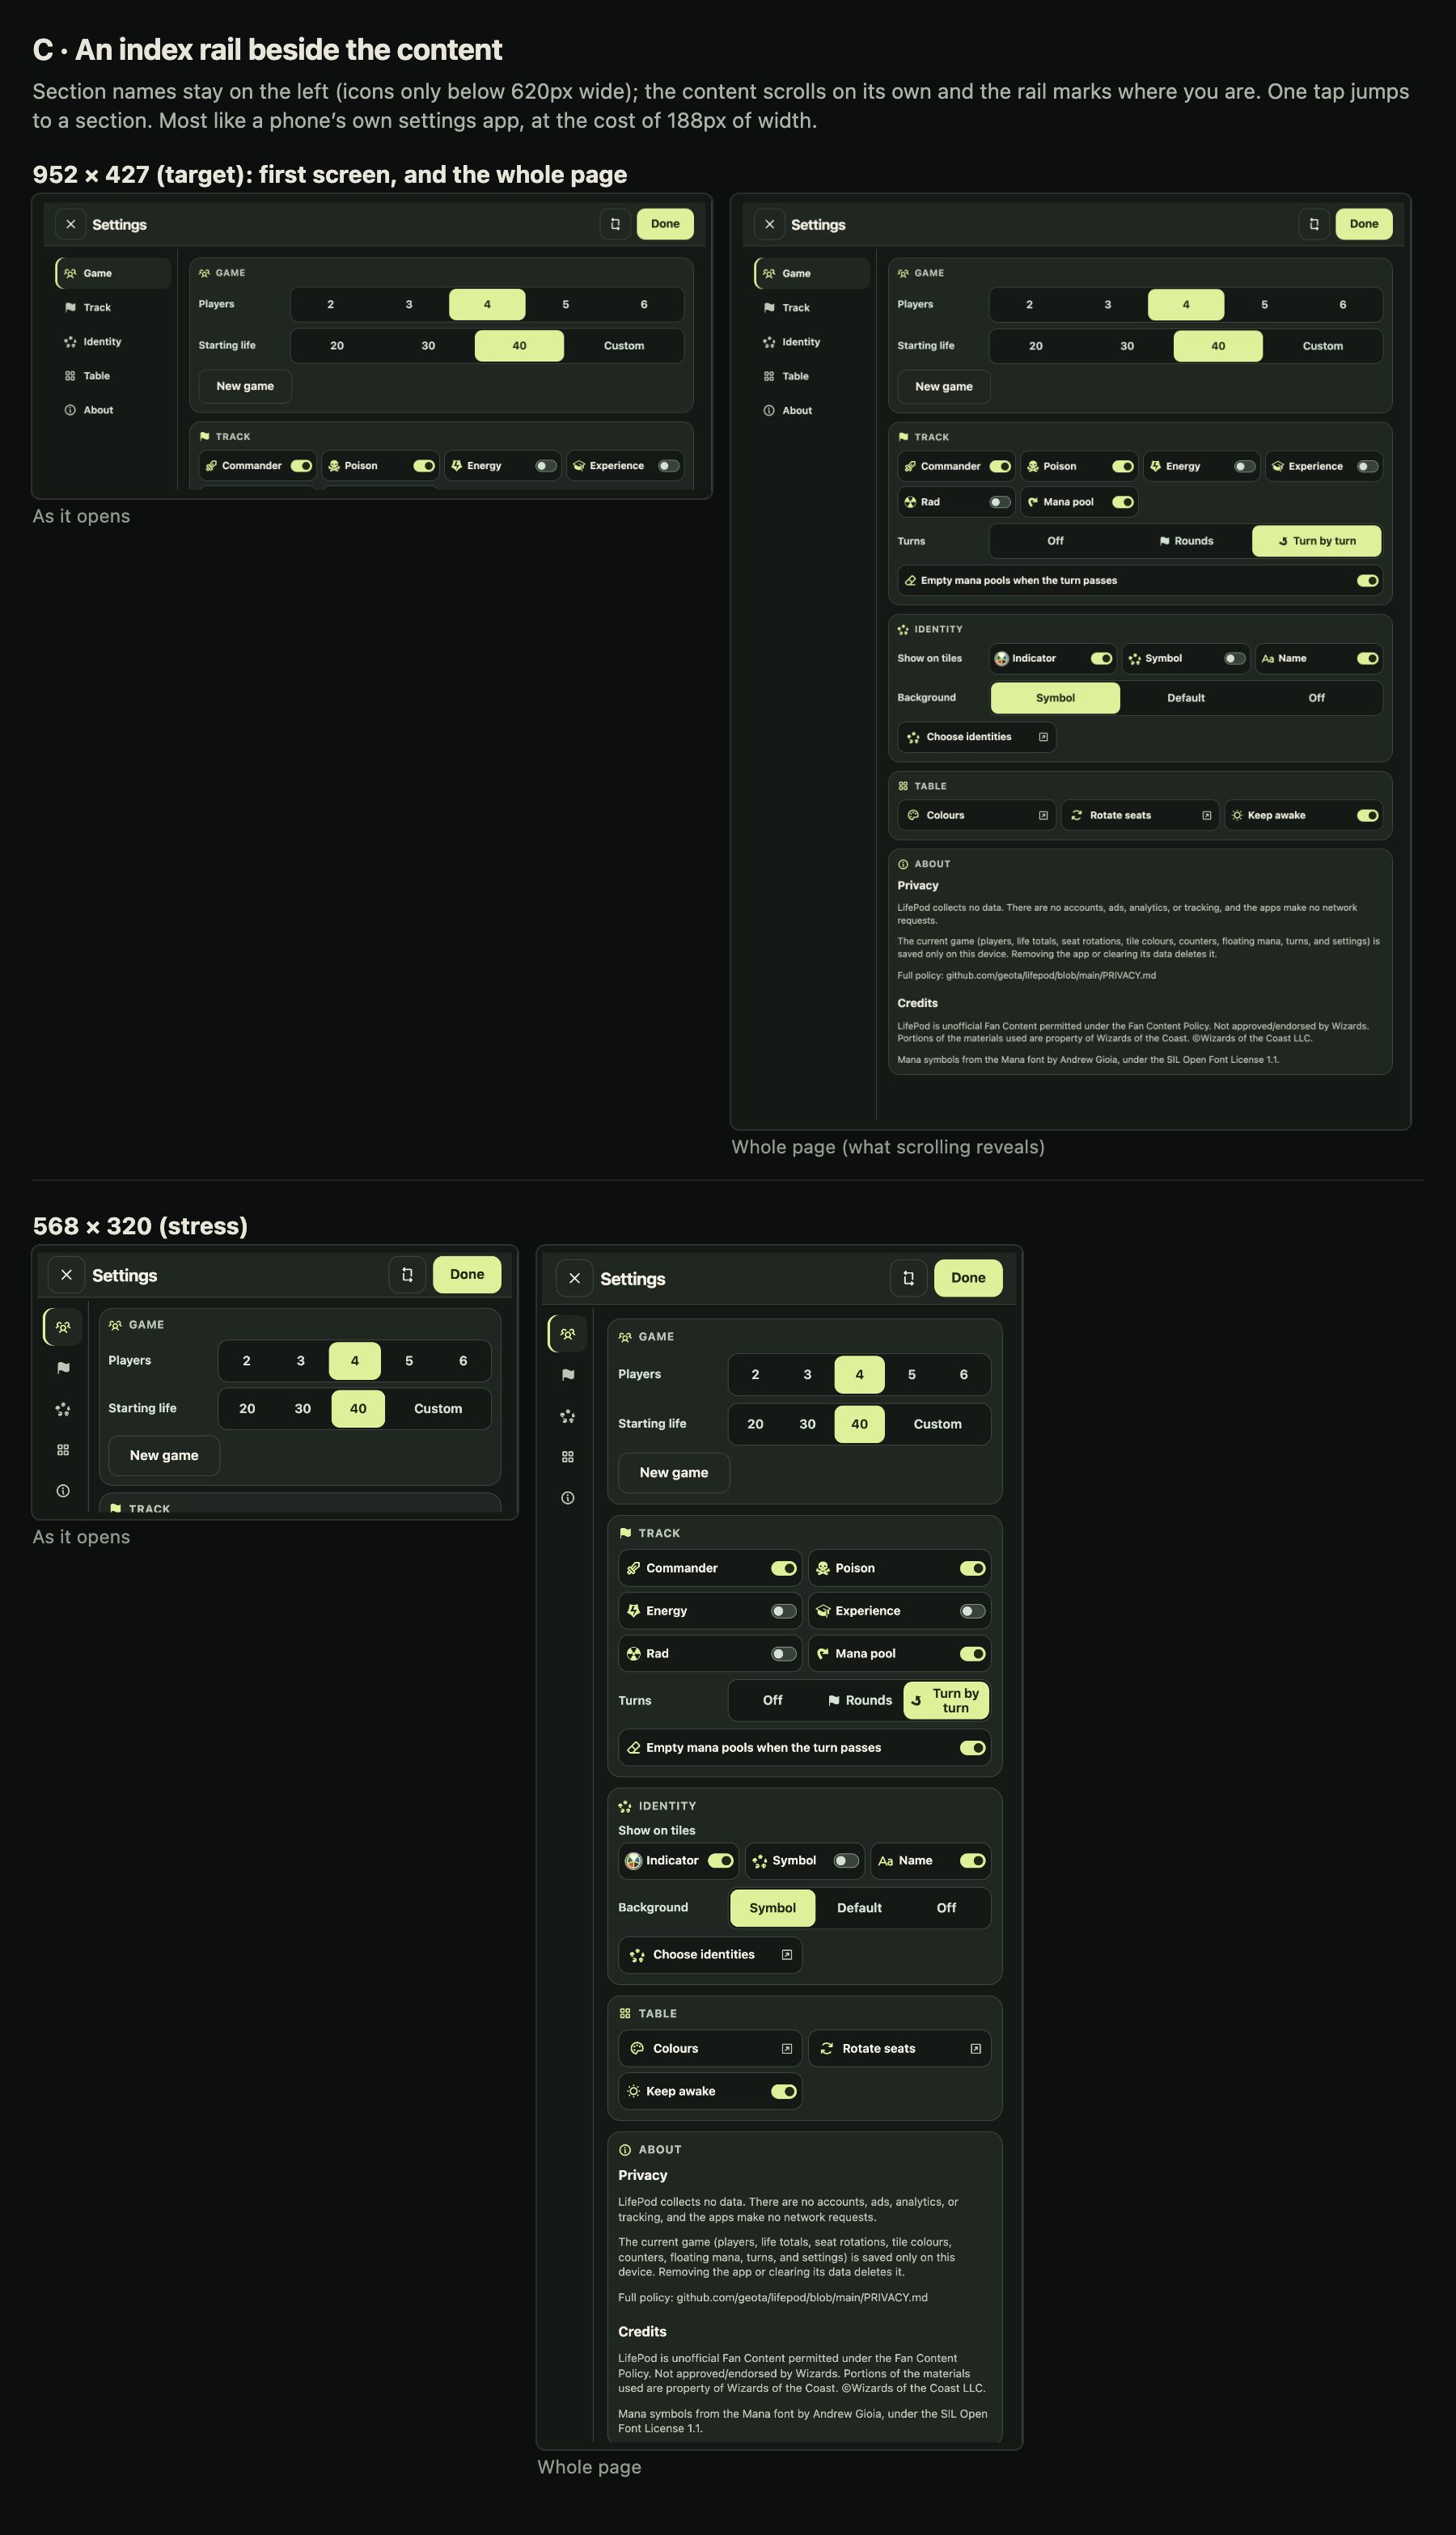 C · An index rail beside the content
Section names stay on the left (icons only below 620px wide); the content scrolls on its own and the rail marks where you are. One tap jumps
to a section. Most like a phone’s own settings app, at the cost of 188px of width.
952 × 427 (target): first screen, and the whole page
Settings
Done
Game
Track
Identity
Table
About
GAME
Players 2 3 4 5 6
Starting life 20 30 40 Custom
New game
TRACK
Commander Poison Energy Experience
As it opens
Settings
Done
Game
Track
Identity
Table
About
GAME
Players 2 3 4 5 6
Starting life 20 30 40 Custom
New game
TRACK
Commander Poison Energy Experience
Rad Mana pool
Turns Off Rounds Turn by turn
Empty mana pools when the turn passes
IDENTITY
Show on tiles Indicator Symbol Aa Name
Background Symbol Default Off
Choose identities
TABLE
Colours Rotate seats Keep awake
ABOUT
Privacy
LifePod collects no data. There are no accounts, ads, analytics, or tracking, and the apps make no network
requests.
The current game (players, life totals, seat rotations, tile colours, counters, floating mana, turns, and settings) is
saved only on this device. Removing the app or clearing its data deletes it.
Full policy: github.com/geota/lifepod/blob/main/PRIVACY.md
Credits
LifePod is unofficial Fan Content permitted under the Fan Content Policy. Not approved/endorsed by Wizards.
Portions of the materials used are property of Wizards of the Coast. ©Wizards of the Coast LLC.
Mana symbols from the Mana font by Andrew Gioia, under the SIL Open Font License 1.1.
Whole page (what scrolling reveals)
568 × 320 (stress)
Settings
Done
GAME
Players 2 3 4 5 6
Starting life 20 30 40 Custom
New game
TRACK
As it opens
Settings
Done
GAME
Players 2 3 4 5 6
Starting life 20 30 40 Custom
New game
TRACK
Commander Poison
Energy Experience
Rad Mana pool
Turns Off Rounds Turn by
turn
Empty mana pools when the turn passes
IDENTITY
Show on tiles
Indicator Symbol Aa Name
Background Symbol Default Off
Choose identities
TABLE
Colours Rotate seats
Keep awake
ABOUT
Privacy
LifePod collects no data. There are no accounts, ads, analytics, or
tracking, and the apps make no network requests.
The current game (players, life totals, seat rotations, tile colours,
counters, floating mana, turns, and settings) is saved only on this
device. Removing the app or clearing its data deletes it.
Full policy: github.com/geota/lifepod/blob/main/PRIVACY.md
Credits
LifePod is unofficial Fan Content permitted under the Fan Content
Policy. Not approved/endorsed by Wizards. Portions of the materials
used are property of Wizards of the Coast. ©Wizards of the Coast LLC.
Mana symbols from the Mana font by Andrew Gioia, under the SIL Open
Font License 1.1.
Whole page